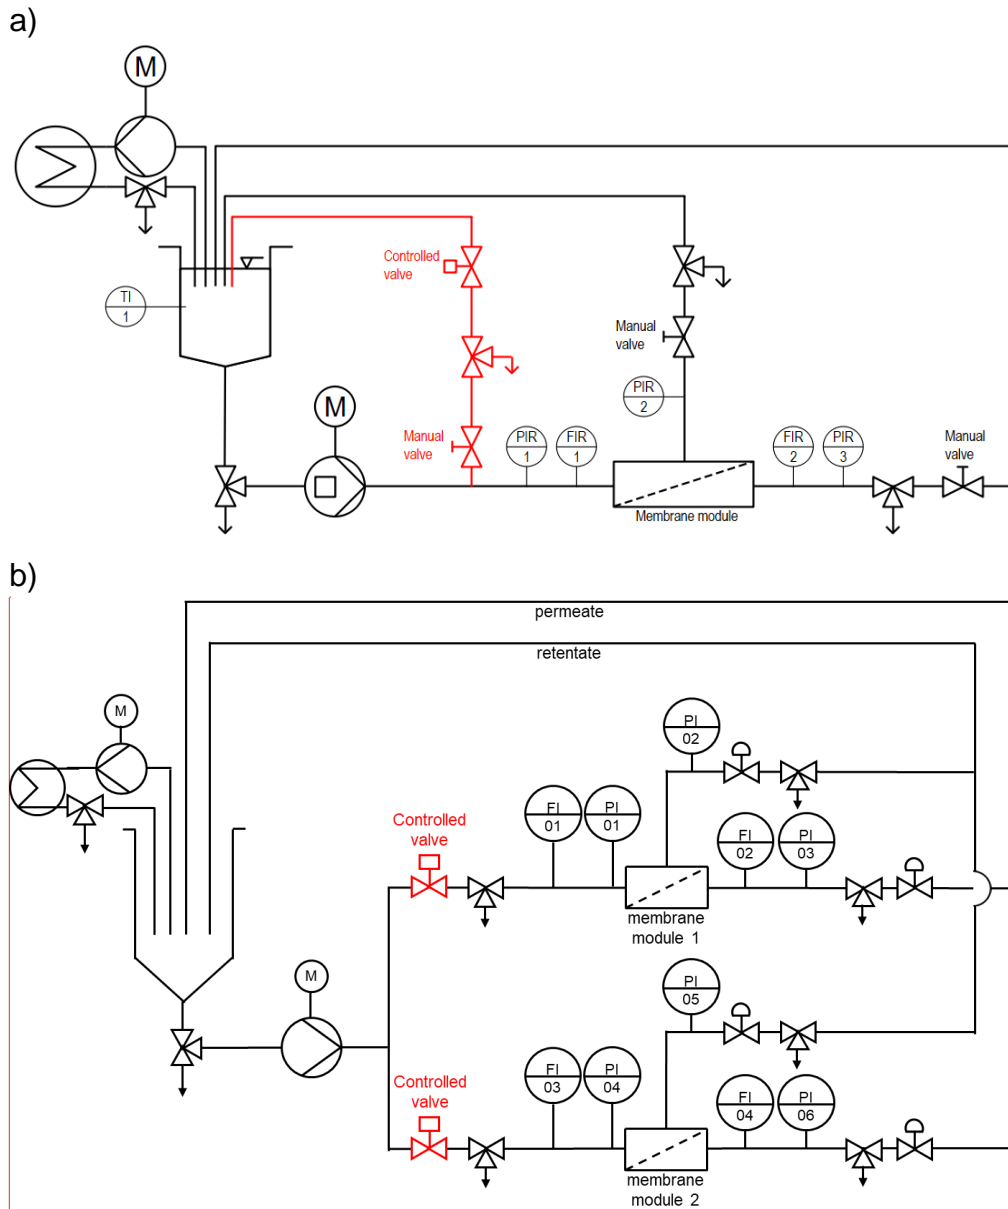 a)
M
Controlled
valve
TI
1
Manual
valve
PIR
2
M
Manual
valve
PIR
1
FIR
1
FIR
2
PIR
3
Manual
valve
Membrane module
b)
permeate
retentate
M
PI
02
Controlled
valve
FI
01
PI
01
FI
02
PI
03
membrane
module 1
M
PI
05
Controlled
valve
FI
03
PI
04
FI
04
PI
06
membrane
module 2